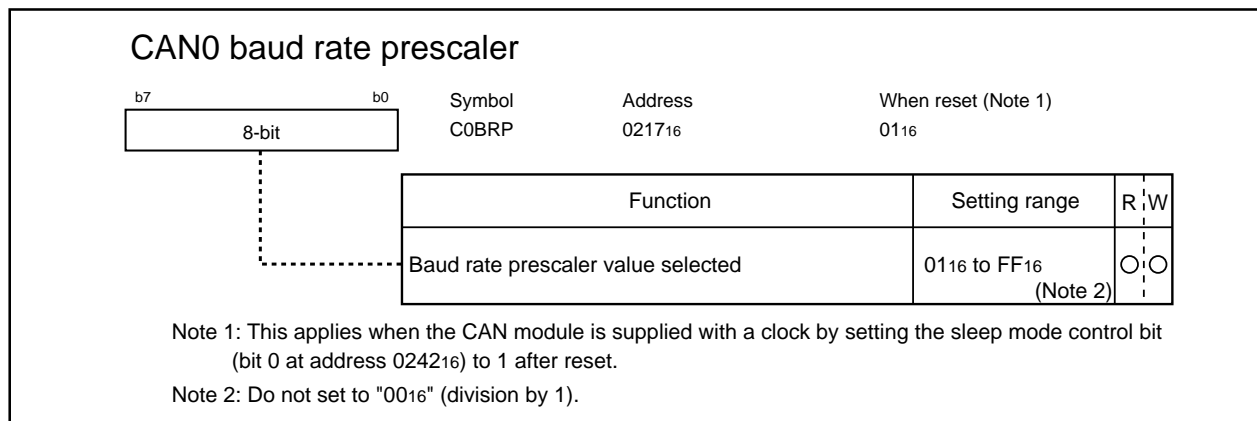 CAN0 baud rate prescaler
b7 b0 Symbol Address When reset (Note 1)
8-bit C0BRP 021716 0116
Function Setting range R W
Baud rate prescaler value selected 0116 to FF16 ○ ○
(Note 2)
Note 1: This applies when the CAN module is supplied with a clock by setting the sleep mode control bit
(bit 0 at address 024216) to 1 after reset.
Note 2: Do not set to "0016" (division by 1).